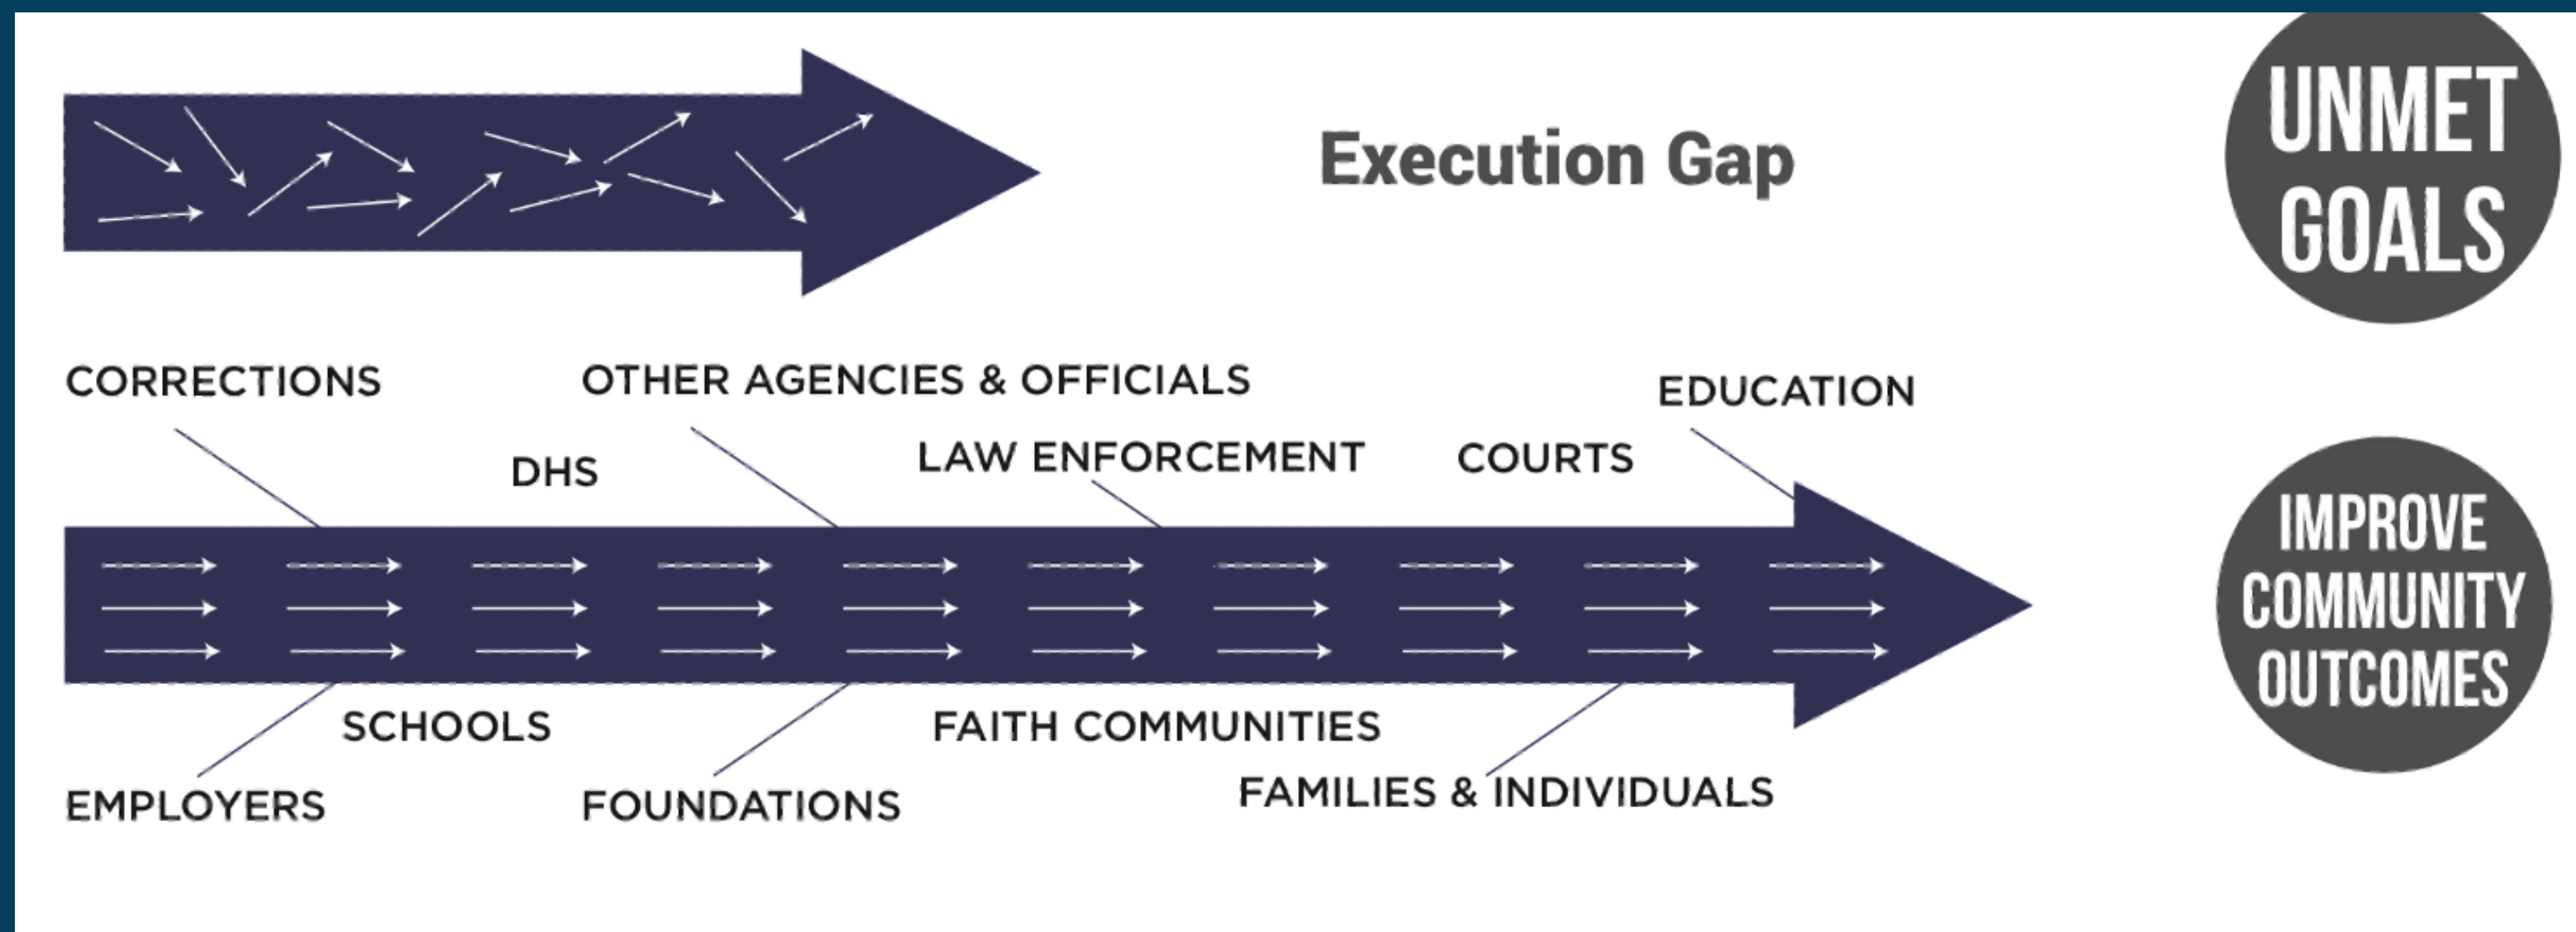 Execution Gap
UNMET
GOALS
CORRECTIONS
OTHER AGENCIES & OFFICIALS
EDUCATION
DHS
LAW ENFORCEMENT
COURTS
IMPROVE
COMMUNITY
OUTCOMES
SCHOOLS
FAITH COMMUNITIES
EMPLOYERS
FOUNDATIONS
FAMILIES & INDIVIDUALS